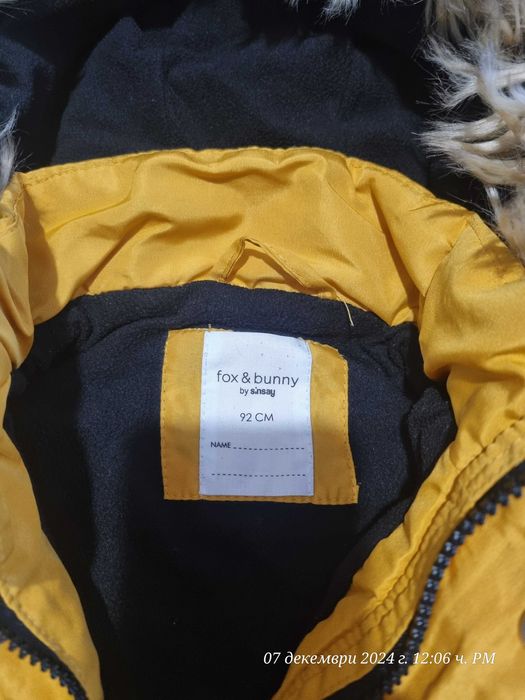 fox & bunny
by sinsay
92 CM
NAME
07 декември 2024 г. 12:06 ч. PM